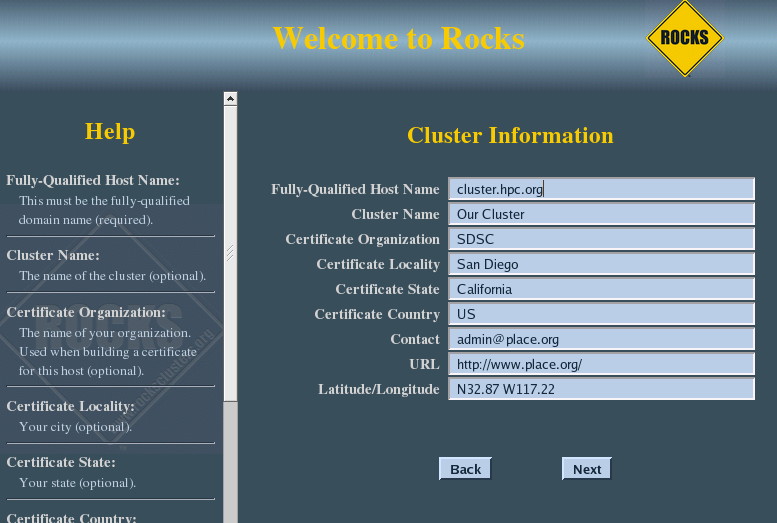 Welcome to Rocks
ROCKS
Help
Fully-Qualified Host Name:
This must be the fully-qualified
domain name (required).
Cluster Name:
The name of the cluster (optional).
Certificate Organization:
The name of your organization.
Used when building a certificate
for this host (optional).
Certificate Locality:
Your city (optional).
Certificate State:
Your state (optional).
Certificate Country:
ROCKS
www.rocksclusters.org
Cluster Information
Fully-Qualified Host Name cluster.hpc.org
Cluster Name Our Cluster
Certificate Organization SDSC
Certificate Locality San Diego
Certificate State California
Certificate Country US
Contact admin@place.org
URL http://www.place.org/
Latitude/Longitude N32.87 W117.22
Back Next